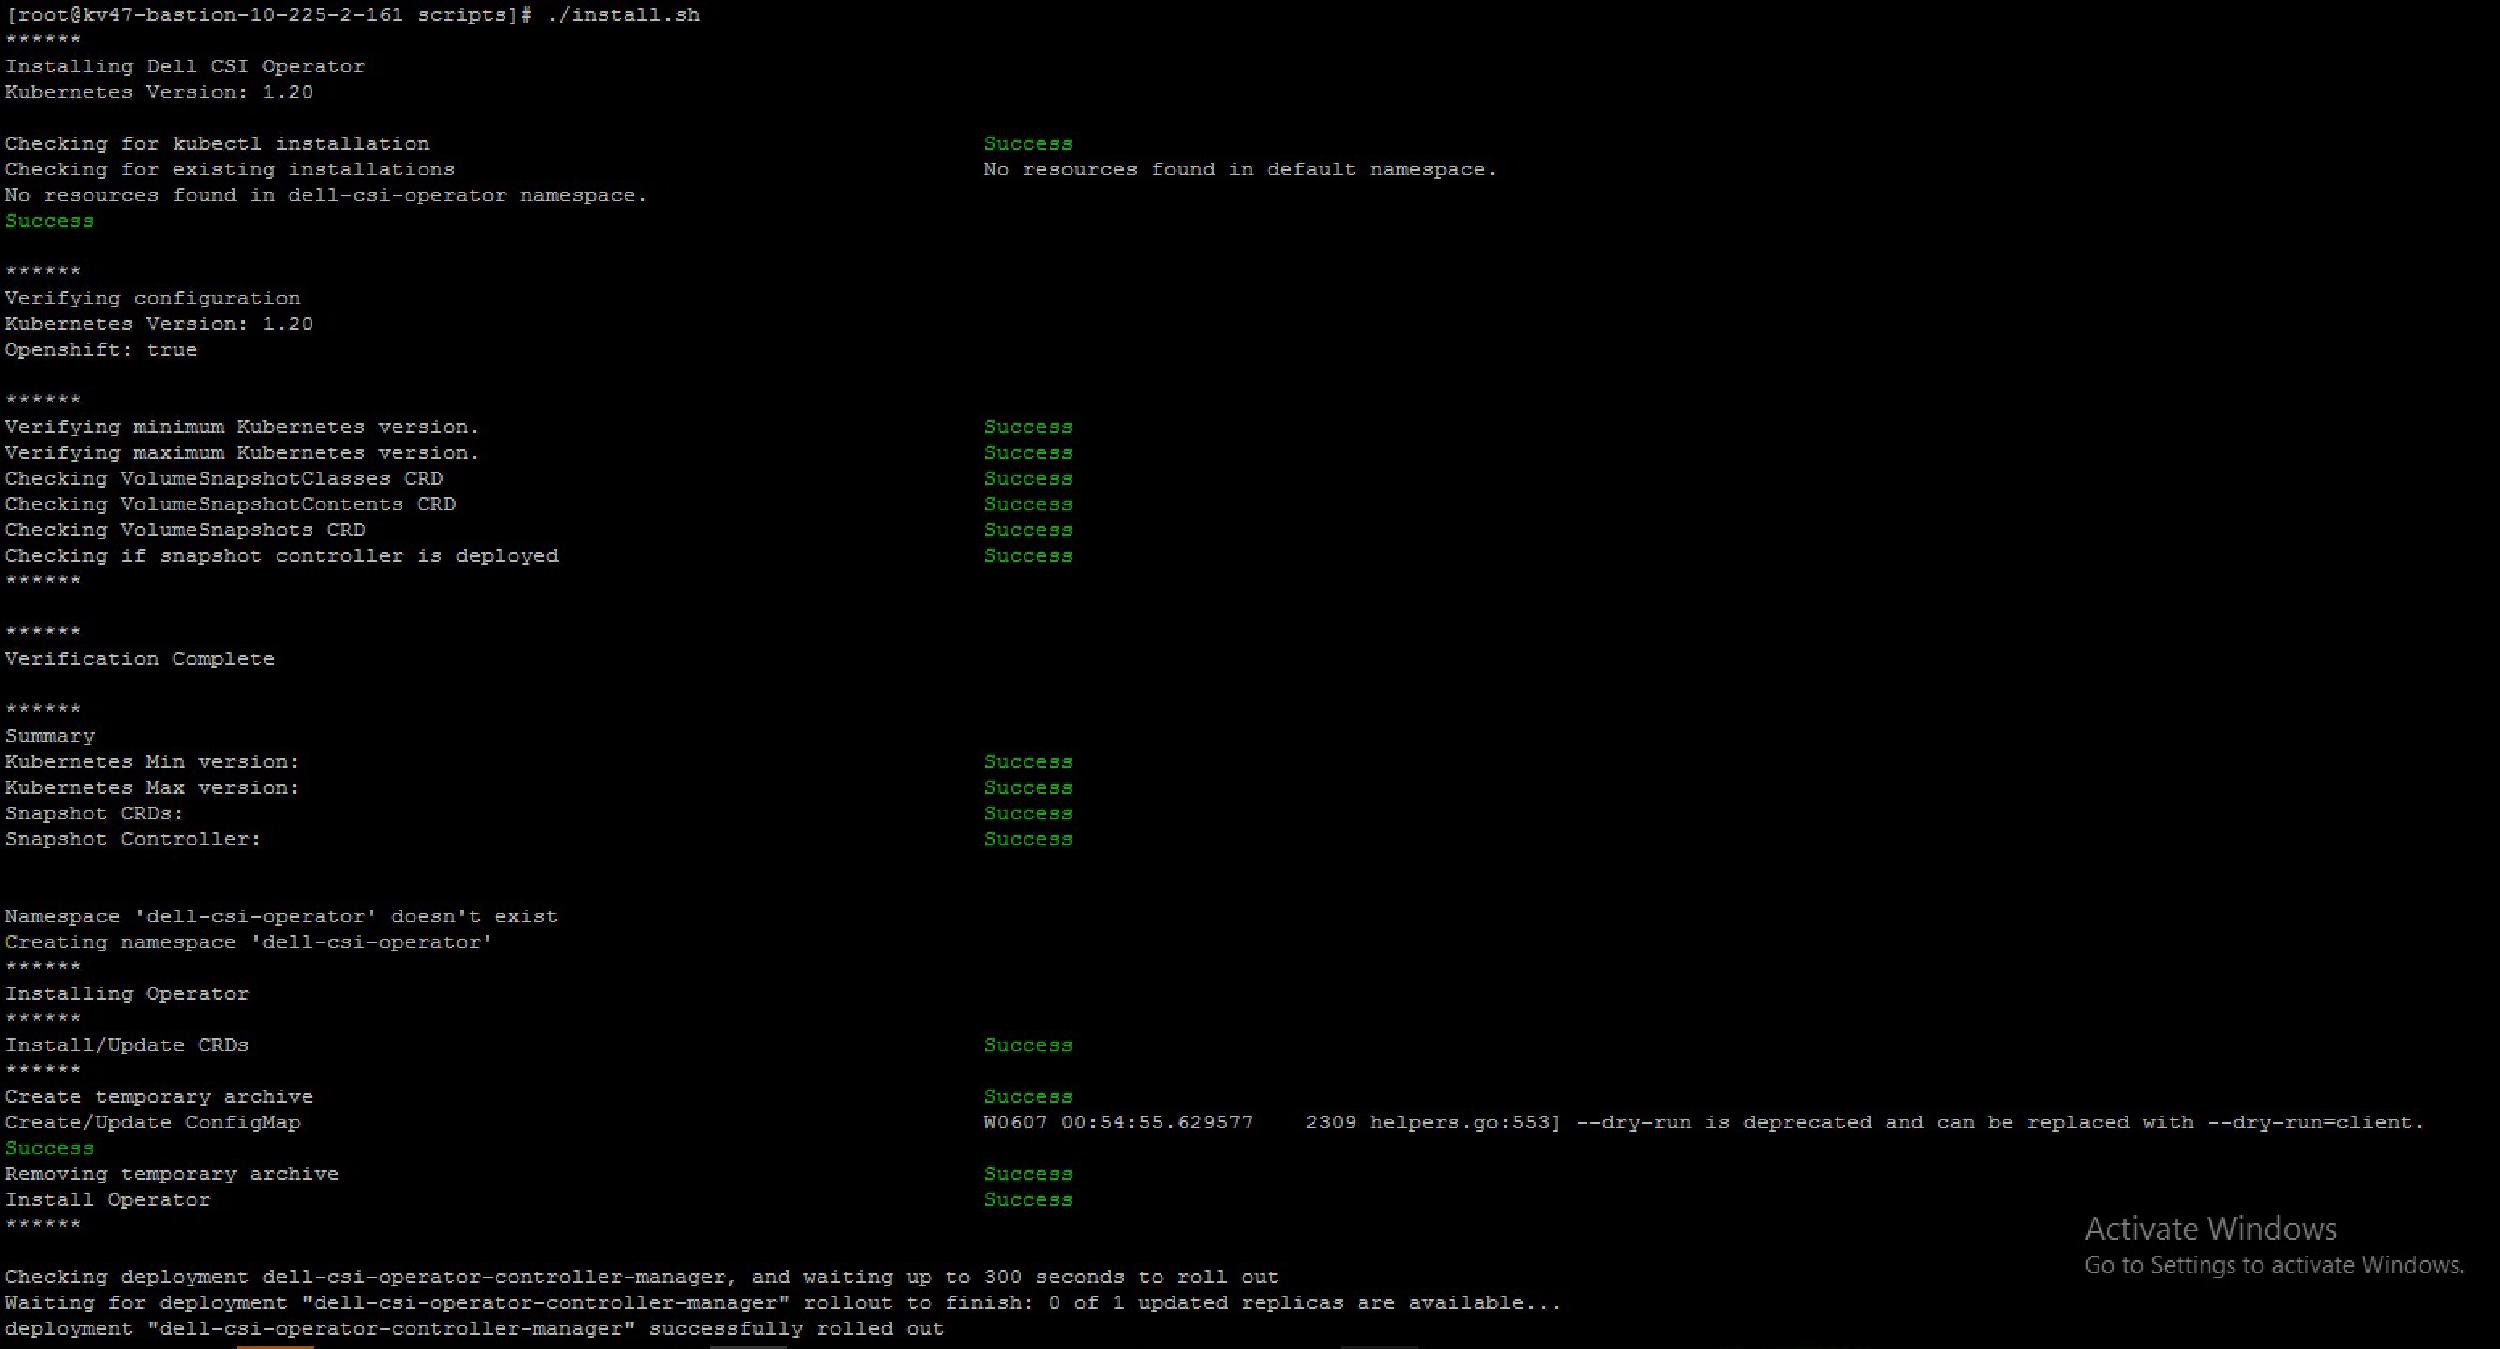 [root@kv47-bastion-10-225-2-161 scripts]# ./install.sh
******
Installing Dell CSI Operator
Kubernetes Version: 1.20
Checking for kubectl installation Success
Checking for existing installations No resources found in default namespace.
No resources found in dell-csi-operator namespace.
Success
******
Verifying configuration
Kubernetes Version: 1.20
Openshift: true
******
Verifying minimum Kubernetes version. Success
Verifying maximum Kubernetes version. Success
Checking VolumeSnapshotClasses CRD Success
Checking VolumeSnapshotContents CRD Success
Checking VolumeSnapshots CRD Success
Checking if snapshot controller is deployed Success
******
******
Verification Complete
******
Summary
Kubernetes Min version: Success
Kubernetes Max version: Success
Snapshot CRDs: Success
Snapshot Controller: Success
Namespace 'dell-csi-operator' doesn't exist
Creating namespace 'dell-csi-operator'
******
Installing Operator
******
Install/Update CRDs Success
******
Create temporary archive Success
Create/Update ConfigMap W0607 00:54:55.629577 2309 helpers.go:553] --dry-run is deprecated and can be replaced with --dry-run=client.
Success
Removing temporary archive Success
Install Operator Success
******
Checking deployment dell-csi-operator-controller-manager, and waiting up to 300 seconds to roll out
Waiting for deployment "dell-csi-operator-controller-manager" rollout to finish: 0 of 1 updated replicas are available...
deployment "dell-csi-operator-controller-manager" successfully rolled out
Activate Windows
Go to Settings to activate Windows.